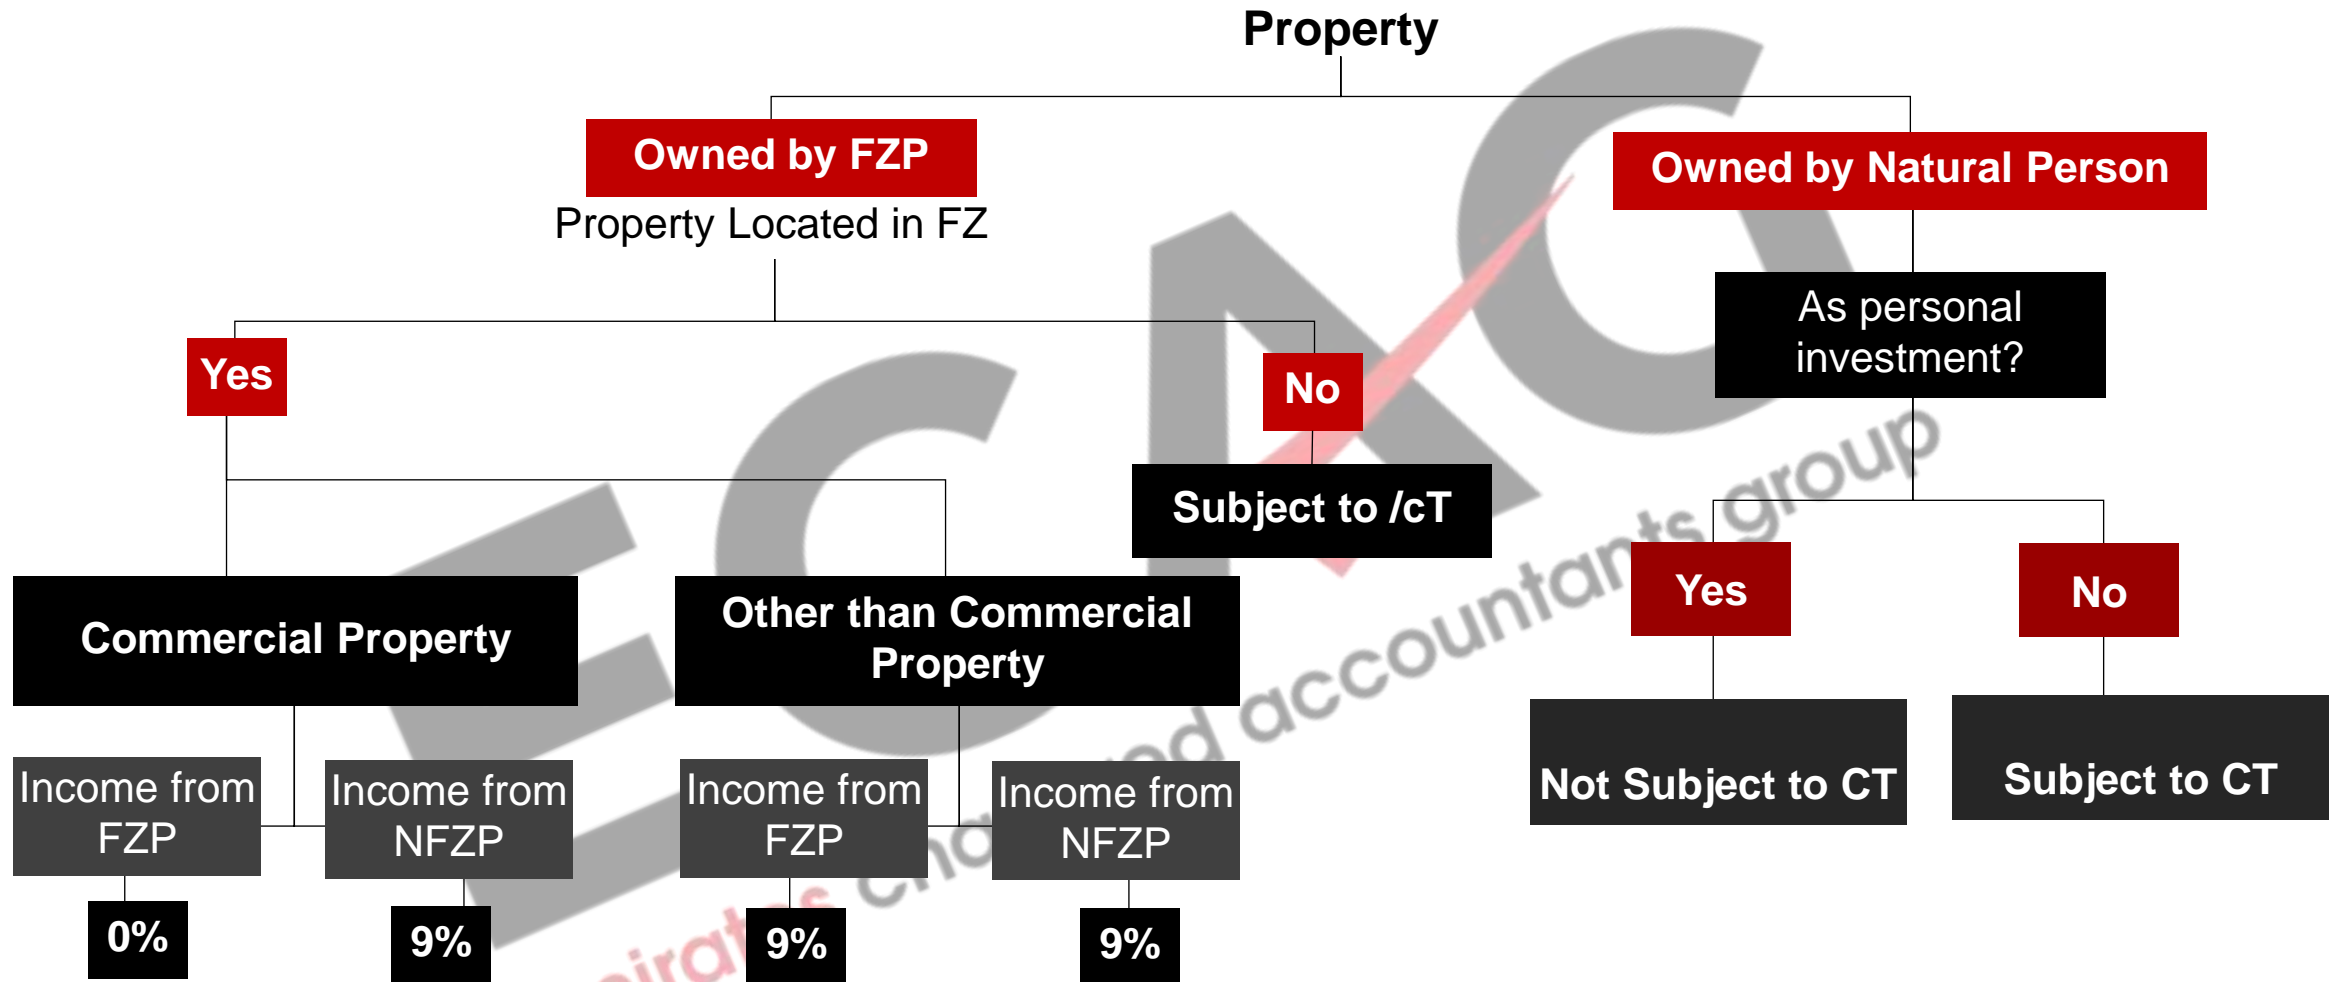 Property
Owned by FZP
Owned by Natural Person
Property Located in FZ
As personal
investment?
Yes
No
Subject to /cT
Yes
No
Commercial Property
Other than Commercial
Property
Not Subject to CT
Subject to CT
Income from
FZP
Income from
NFZP
Income from
FZP
Income from
NFZP
0%
9%
9%
9%
ECAG
accountants group